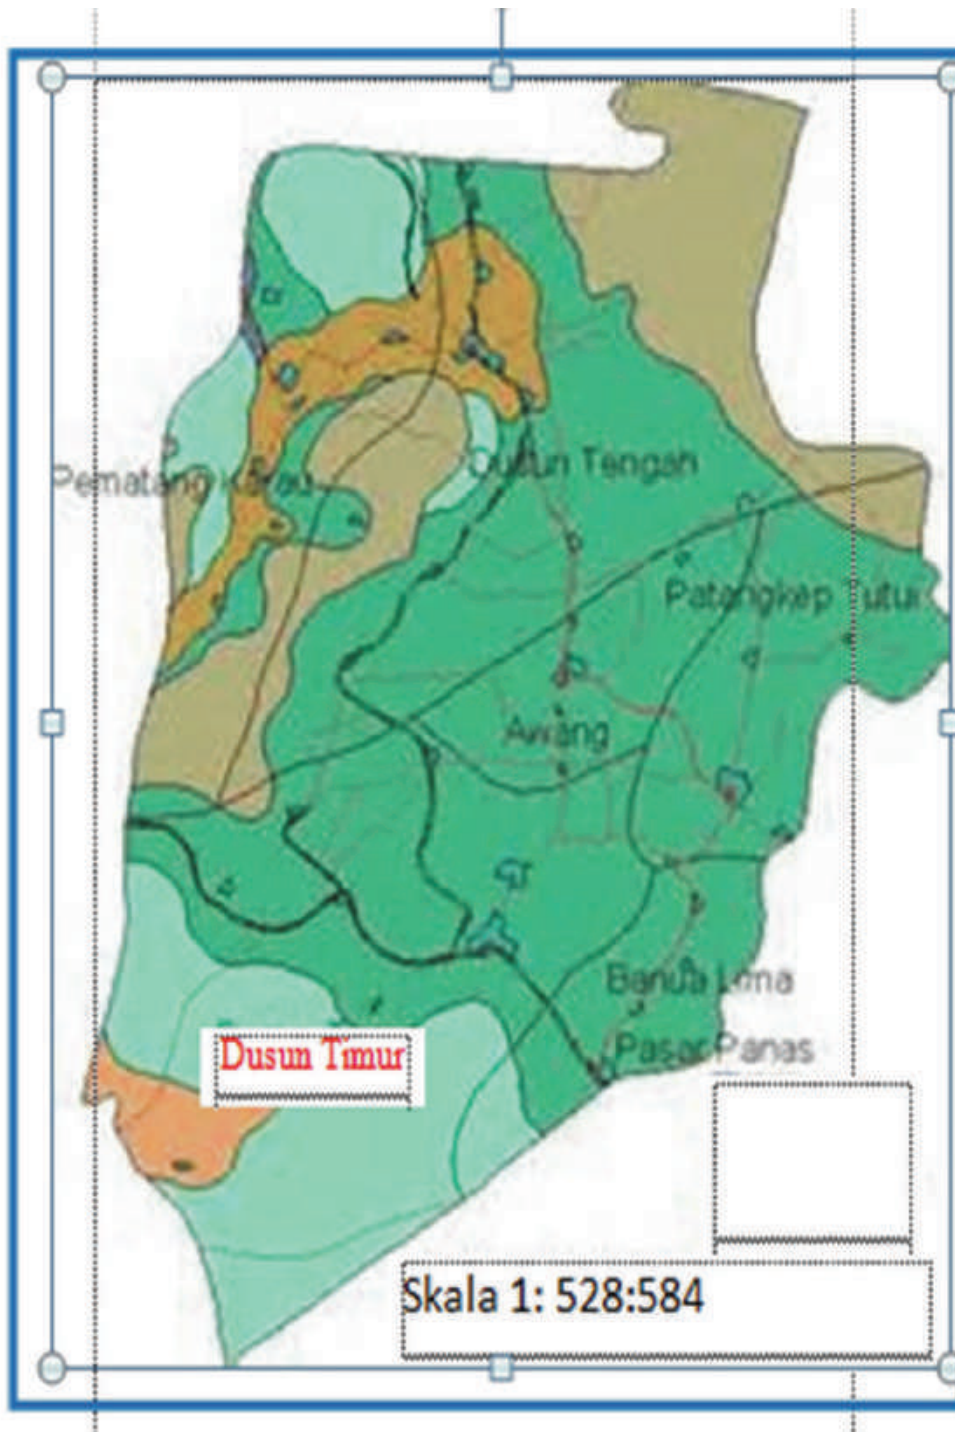 Dusun Tengah
Pematang Karau
Patangkep Tutui
Awang
Banua Lima
Pasar Panas
Dusun Timur
Skala 1: 528:584